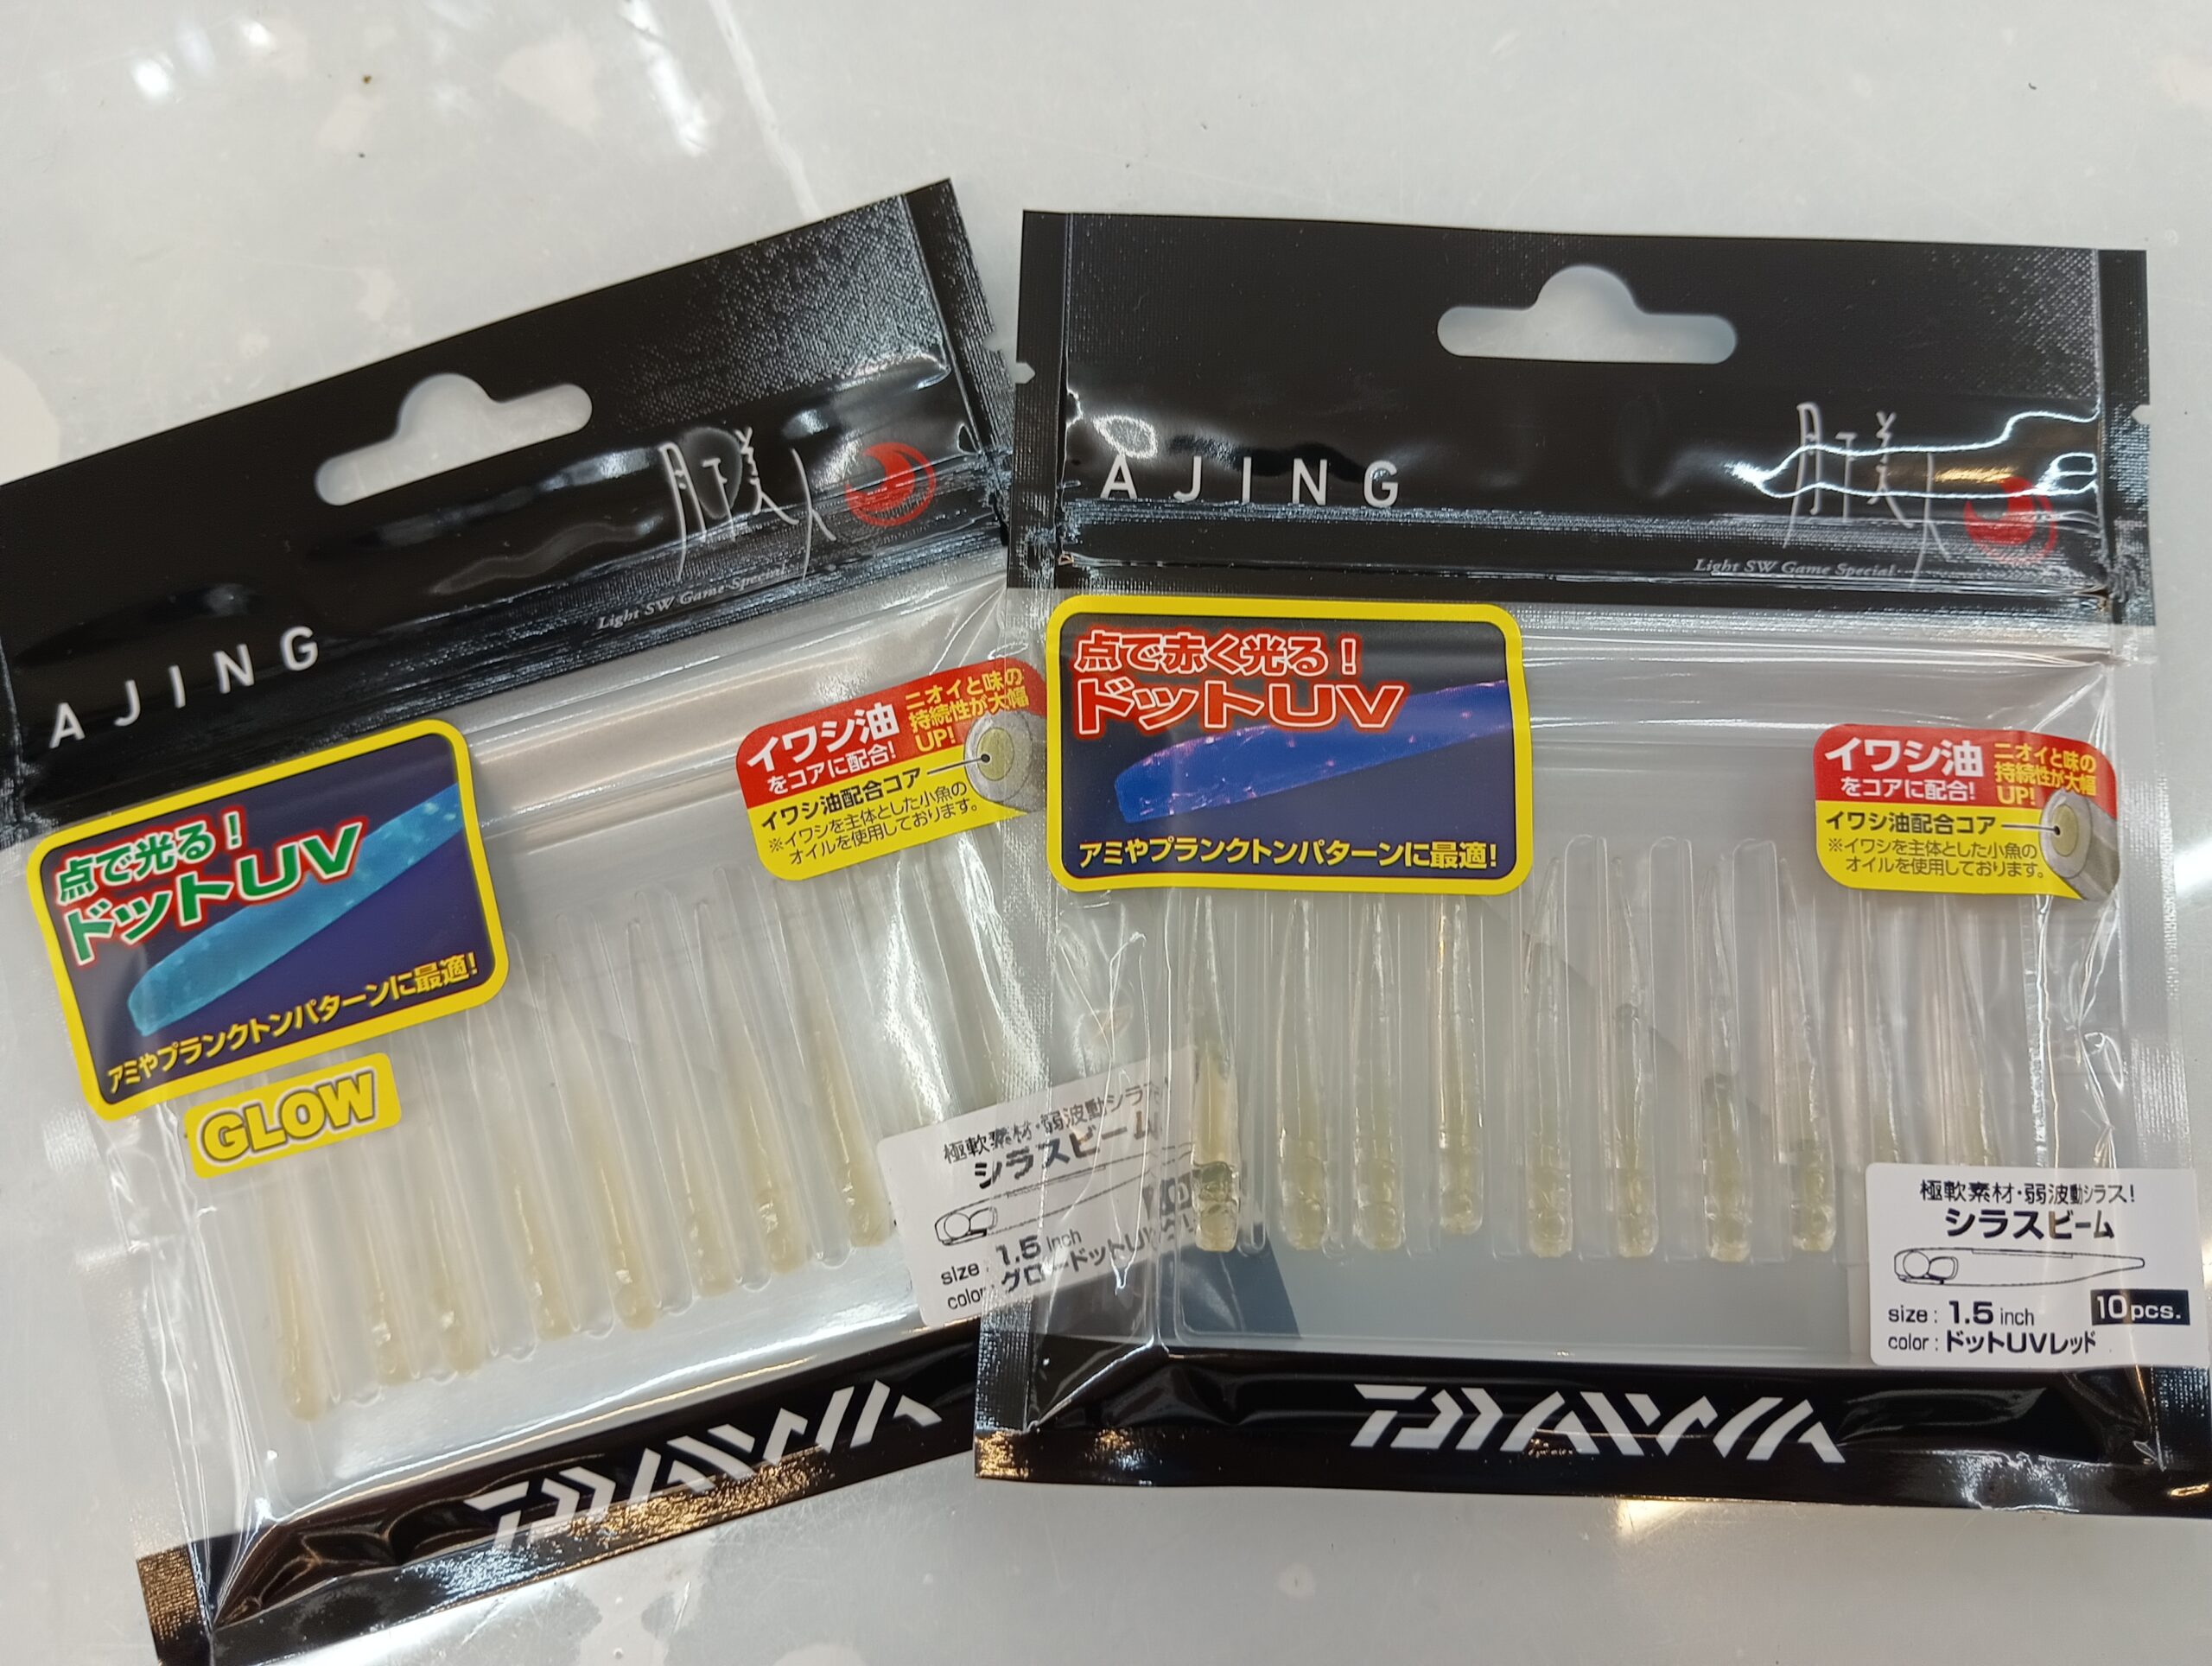 AJING
月下美人
Light SW Game Special
点で光る!
ドットUV
アミやプランクトンパターンに最適!
GLOW
イワシ油
をコアに配合!
ニオイと味の
持続性が大幅
UP!
イワシ油配合コア
※イワシを主体とした小魚の
オイルを使用しております。
極軟素材・弱波動シラス!
シラスビーム
size : 1.5 inch
color: グロードットU
DAIWA
AJING
月下美人
Light SW Game Special
点で赤く光る!
ドットUV
アミやプランクトンパターンに最適!
イワシ油
をコアに配合!
ニオイと味の
持続性が大幅
UP!
イワシ油配合コア
※イワシを主体とした小魚の
オイルを使用しております。
極軟素材・弱波動シラス!
シラスビーム
size : 1.5 inch
10pcs.
color : ドットUVレッド
DAIWA